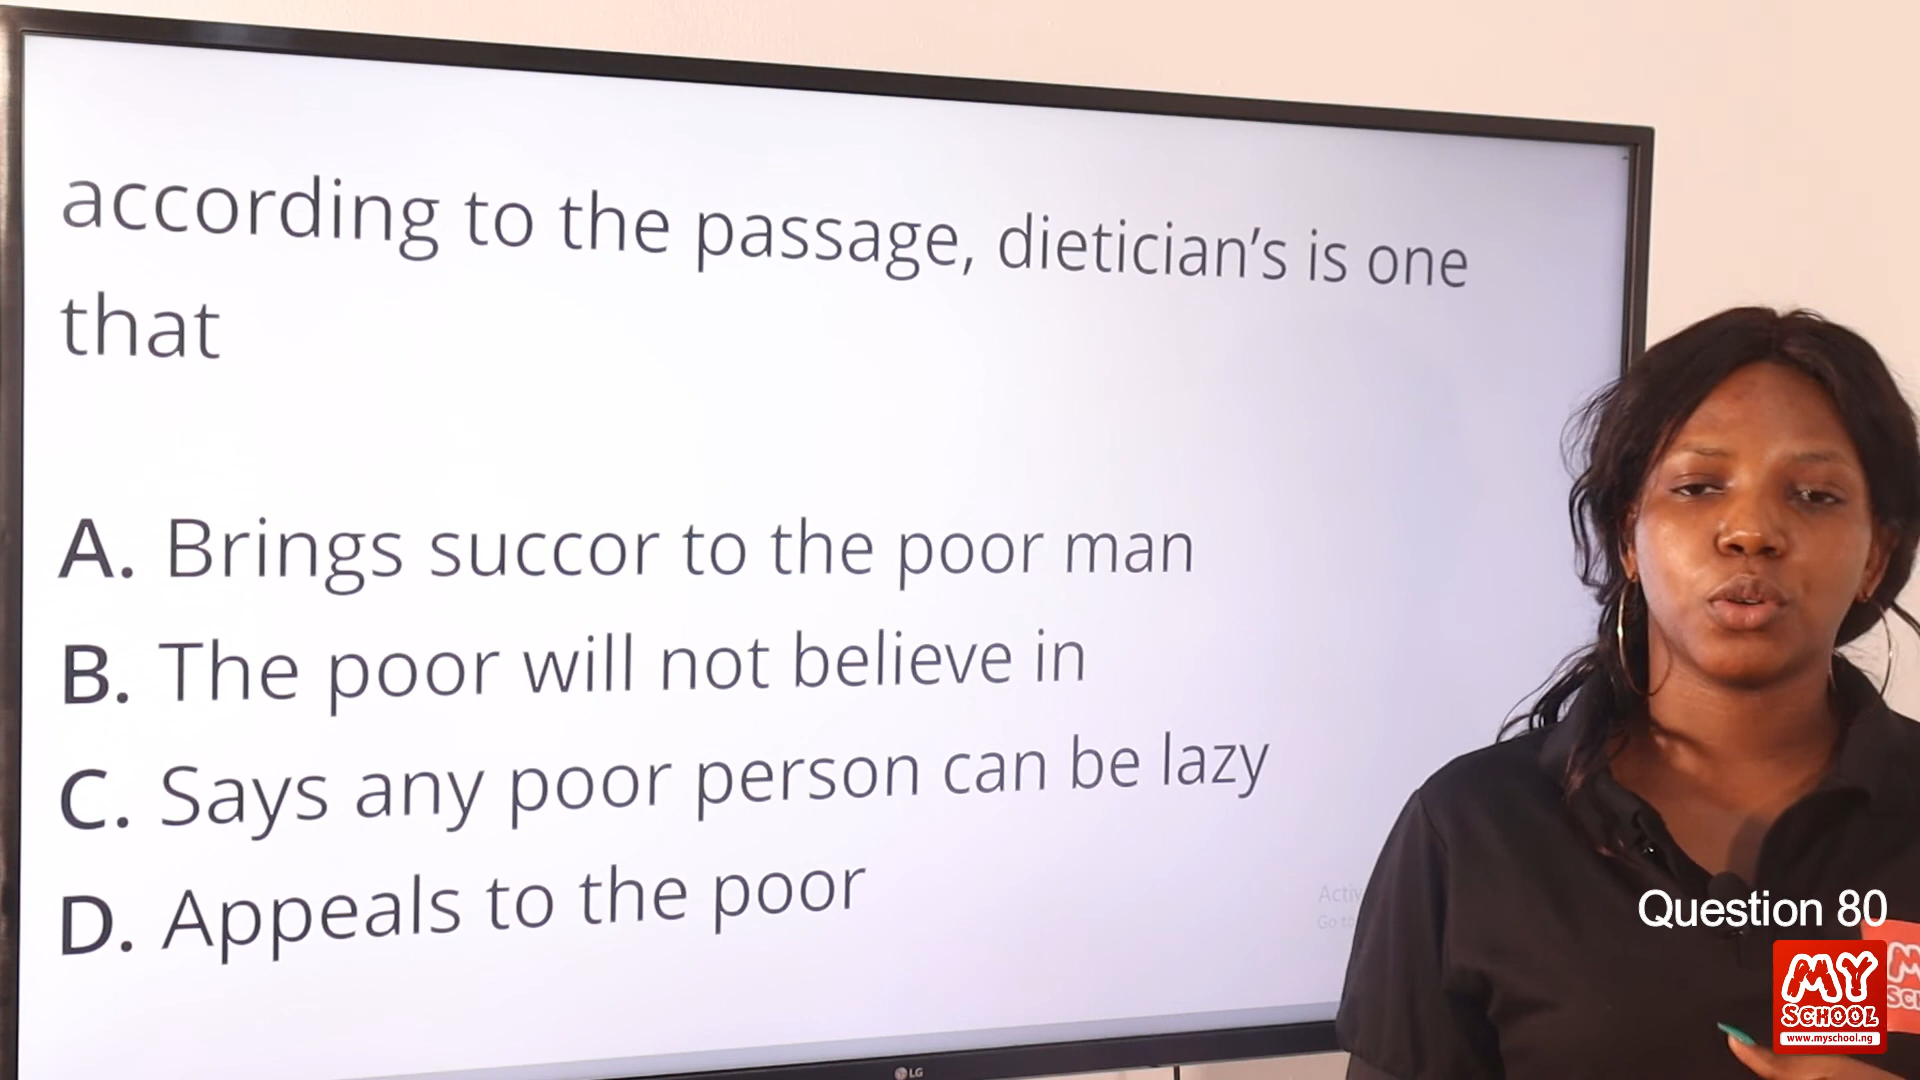 according to the passage, dietician’s is one
that
A. Brings succor to the poor man
B. The poor will not believe in
C. Says any poor person can be lazy
D. Appeals to the poor
Question 80
MY
SCHOOL
www.myschool.ng
LG